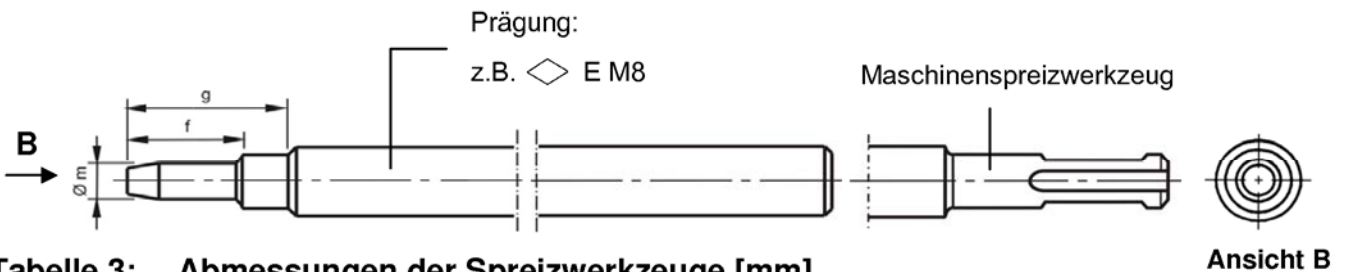 Prägung:
z.B. E M8
Maschinenspreizwerkzeug
g
f
B
Ø m
Ansicht B
Tabelle 3: Abmessungen der Spreizwerkzeuge [mm]